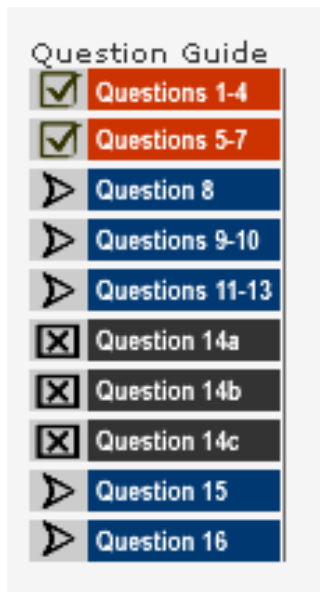 Question Guide
Questions 1-4
Questions 5-7
Question 8
Questions 9-10
Questions 11-13
Question 14a
Question 14b
Question 14c
Question 15
Question 16